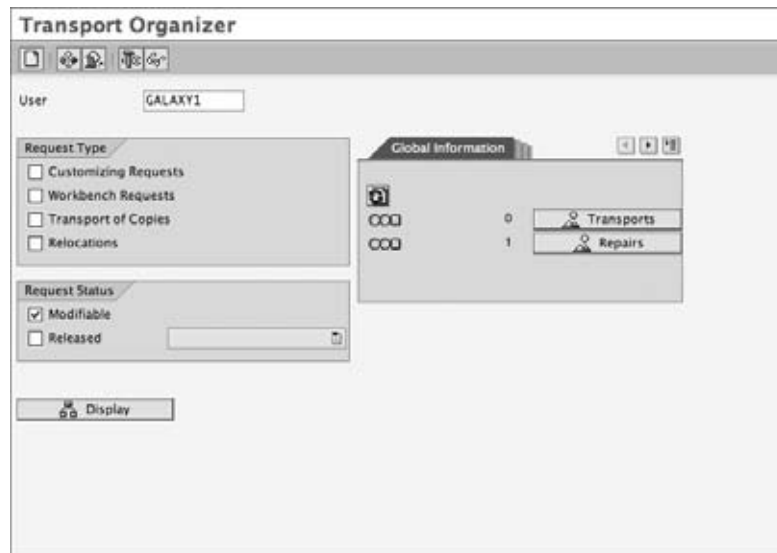 Transport Organizer
User GALAXY1
Request Type
Customizing Requests
Workbench Requests
Transport of Copies
Relocations
Request Status
Modifiable
Released
Display
Global Information
0 Transports
1 Repairs